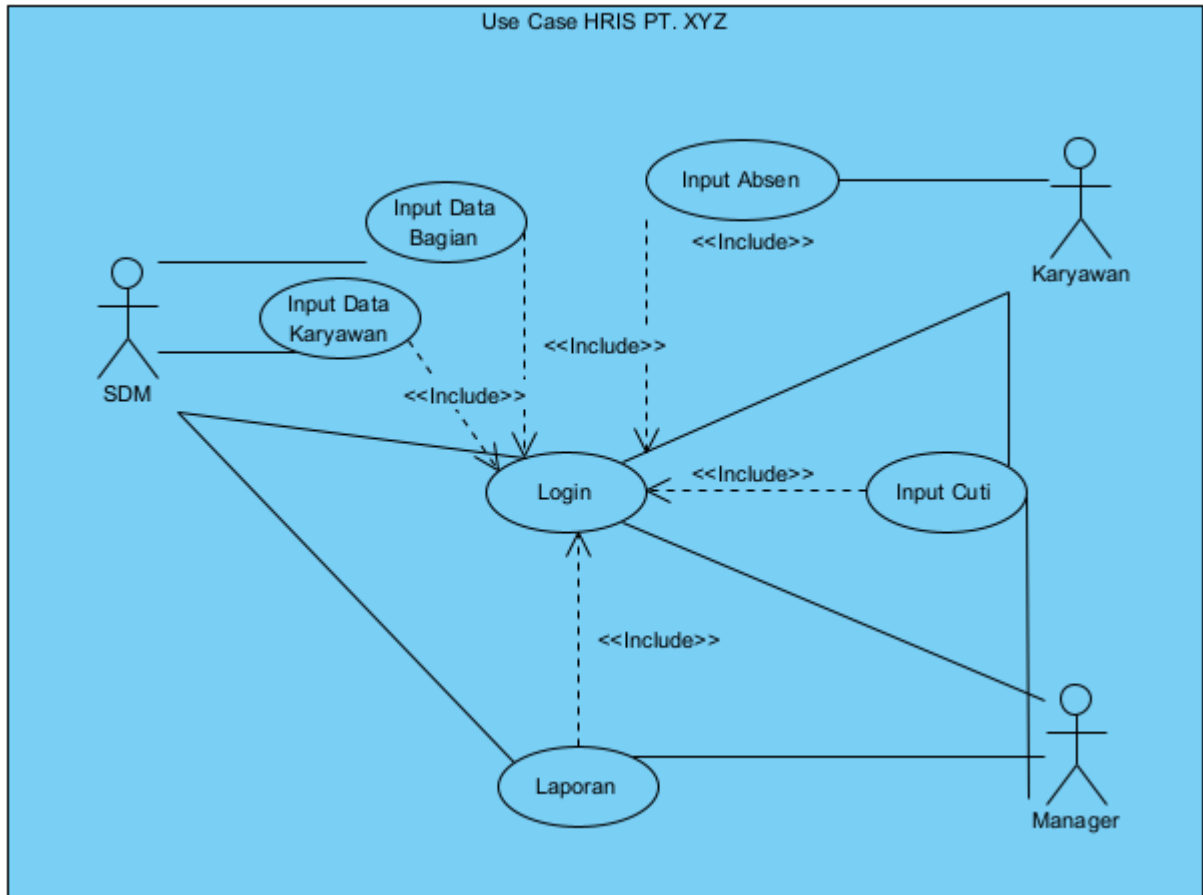 Use Case HRIS PT. XYZ
Input Absen
Input Data
Bagian
<<Include>>
Karyawan
Input Data
Karyawan
SDM
<<Include>>
<<Include>>
<<Include>>
Login
Input Cuti
<<Include>>
Laporan
Manager